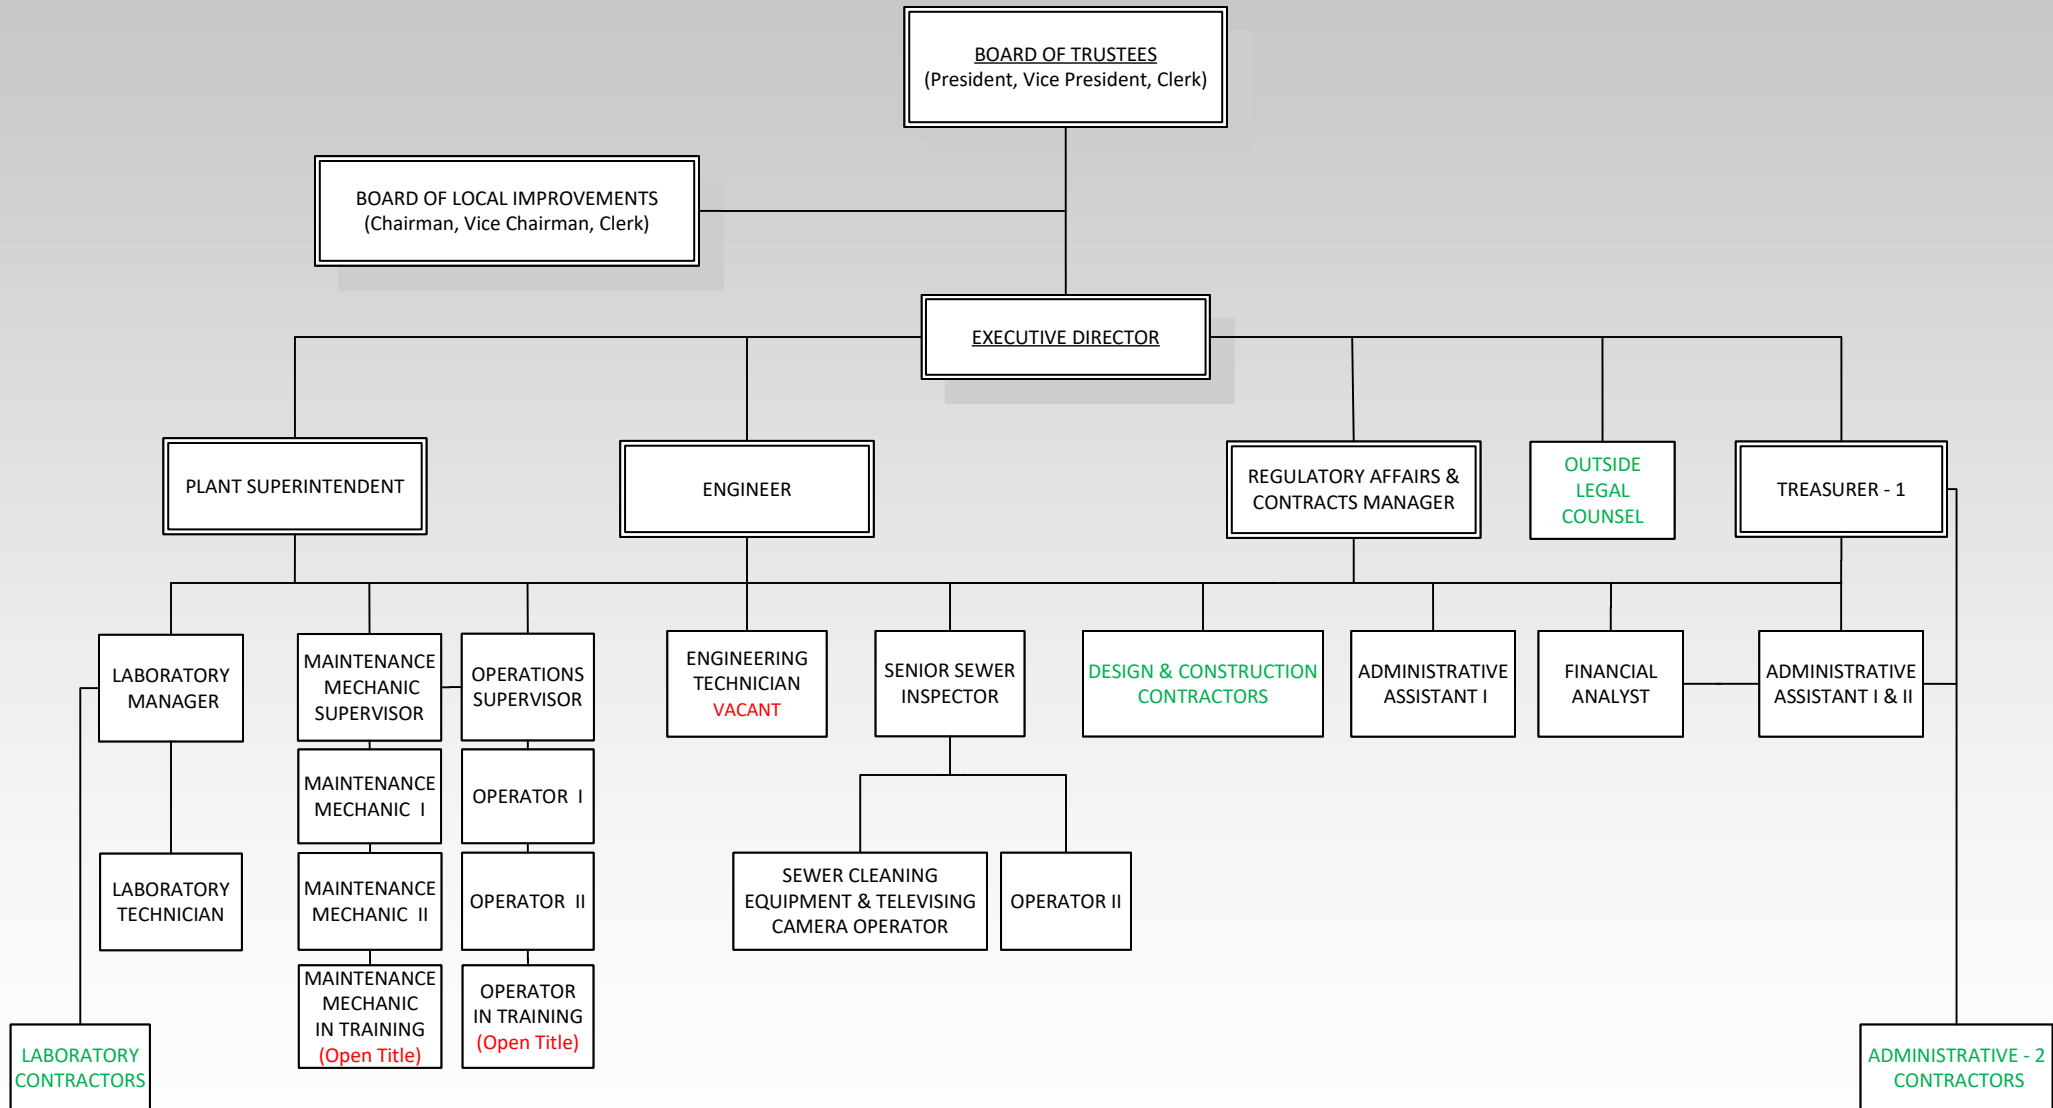 BOARD OF TRUSTEES
(President, Vice President, Clerk)
BOARD OF LOCAL IMPROVEMENTS
(Chairman, Vice Chairman, Clerk)
EXECUTIVE DIRECTOR
PLANT SUPERINTENDENT
ENGINEER
REGULATORY AFFAIRS &
CONTRACTS MANAGER
OUTSIDE
LEGAL
COUNSEL
TREASURER - 1
LABORATORY
MANAGER
MAINTENANCE
MECHANIC
SUPERVISOR
OPERATIONS
SUPERVISOR
ENGINEERING
TECHNICIAN
VACANT
SENIOR SEWER
INSPECTOR
DESIGN & CONSTRUCTION
CONTRACTORS
ADMINISTRATIVE
ASSISTANT I
FINANCIAL
ANALYST
ADMINISTRATIVE
ASSISTANT I & II
MAINTENANCE
MECHANIC I
OPERATOR I
LABORATORY
TECHNICIAN
MAINTENANCE
MECHANIC II
OPERATOR II
SEWER CLEANING
EQUIPMENT & TELEVISING
CAMERA OPERATOR
OPERATOR II
MAINTENANCE
MECHANIC
IN TRAINING
(Open Title)
OPERATOR
IN TRAINING
(Open Title)
LABORATORY
CONTRACTORS
ADMINISTRATIVE - 2
CONTRACTORS